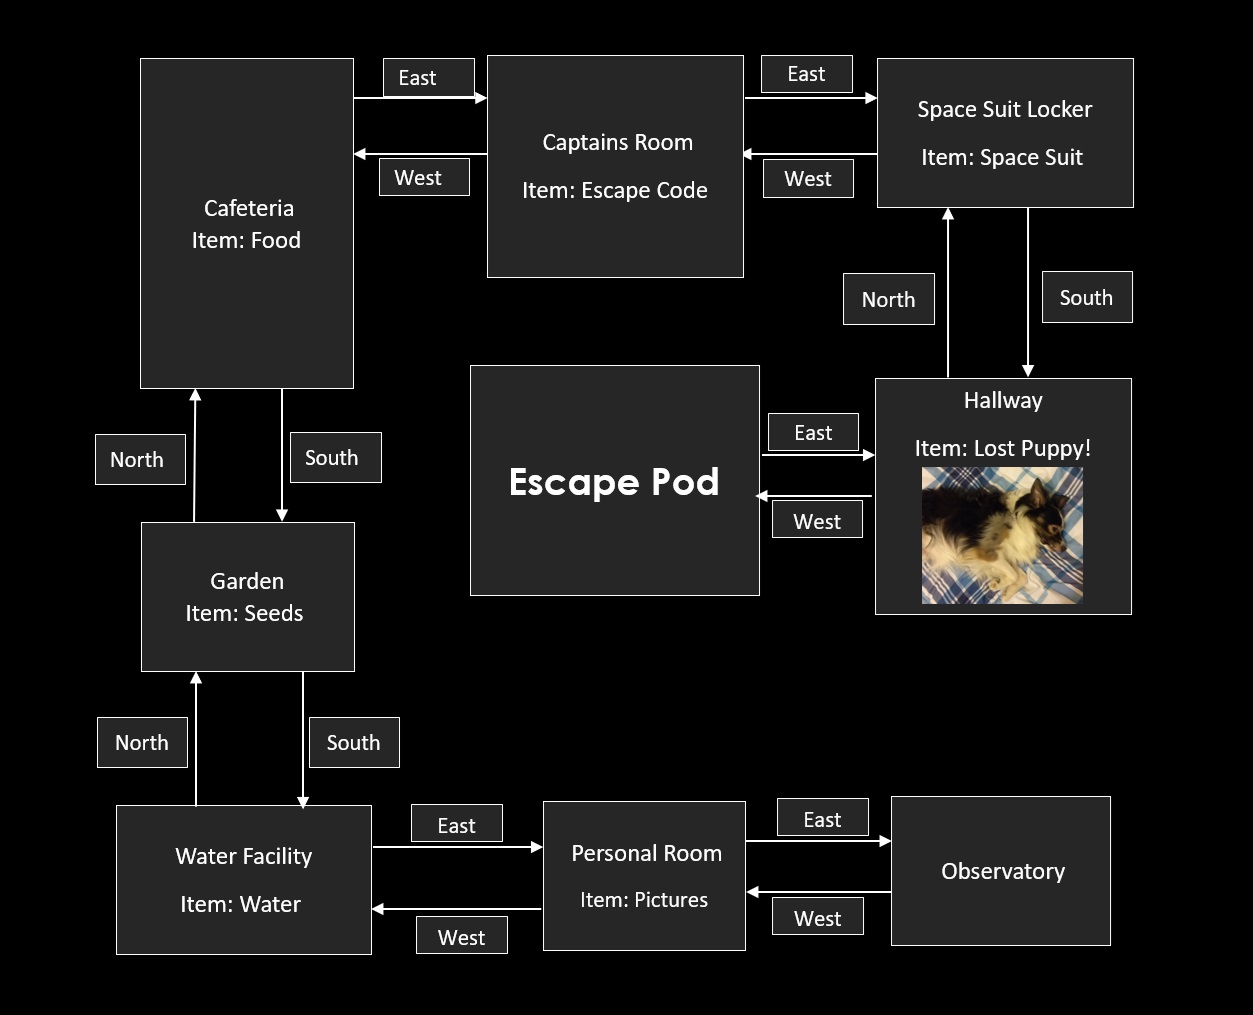 East
East
Space Suit Locker
Captains Room
Item: Space Suit
West
West
Item: Escape Code
Cafeteria
Item: Food
North
South
Hallway
East
Item: Lost Puppy!
North
South
Escape Pod
West
Garden
Item: Seeds
North
South
East
East
Water Facility
Personal Room
Observatory
Item: Water
Item: Pictures
West
West